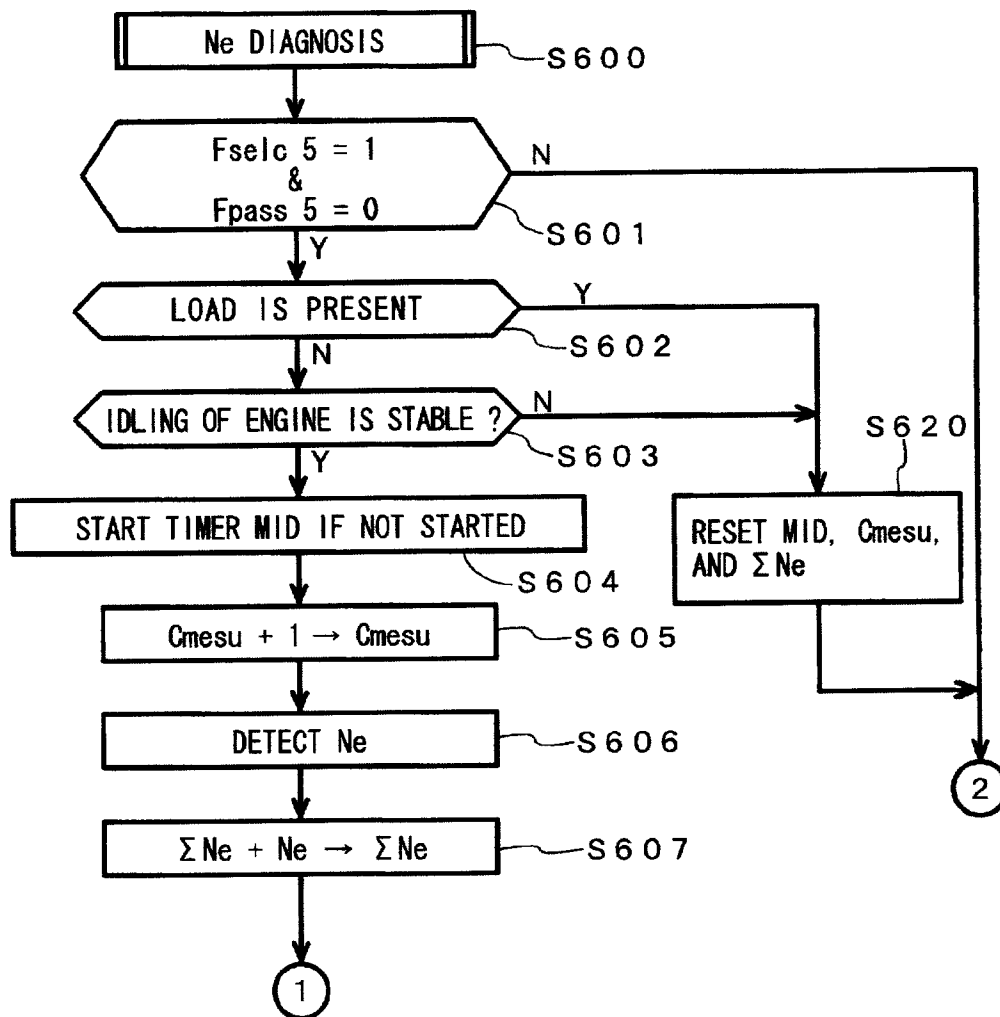 Ne DIAGNOSIS
S600
Fselc 5 = 1
&
Fpass 5 = 0
N
S601
Y
LOAD IS PRESENT
Y
S602
N
IDLING OF ENGINE IS STABLE ?
N
S603
Y
S620
START TIMER MID IF NOT STARTED
S604
RESET MID, Cmesu,
AND ΣNe
Cmesu + 1 → Cmesu
S605
DETECT Ne
S606
2
ΣNe + Ne → ΣNe
S607
1